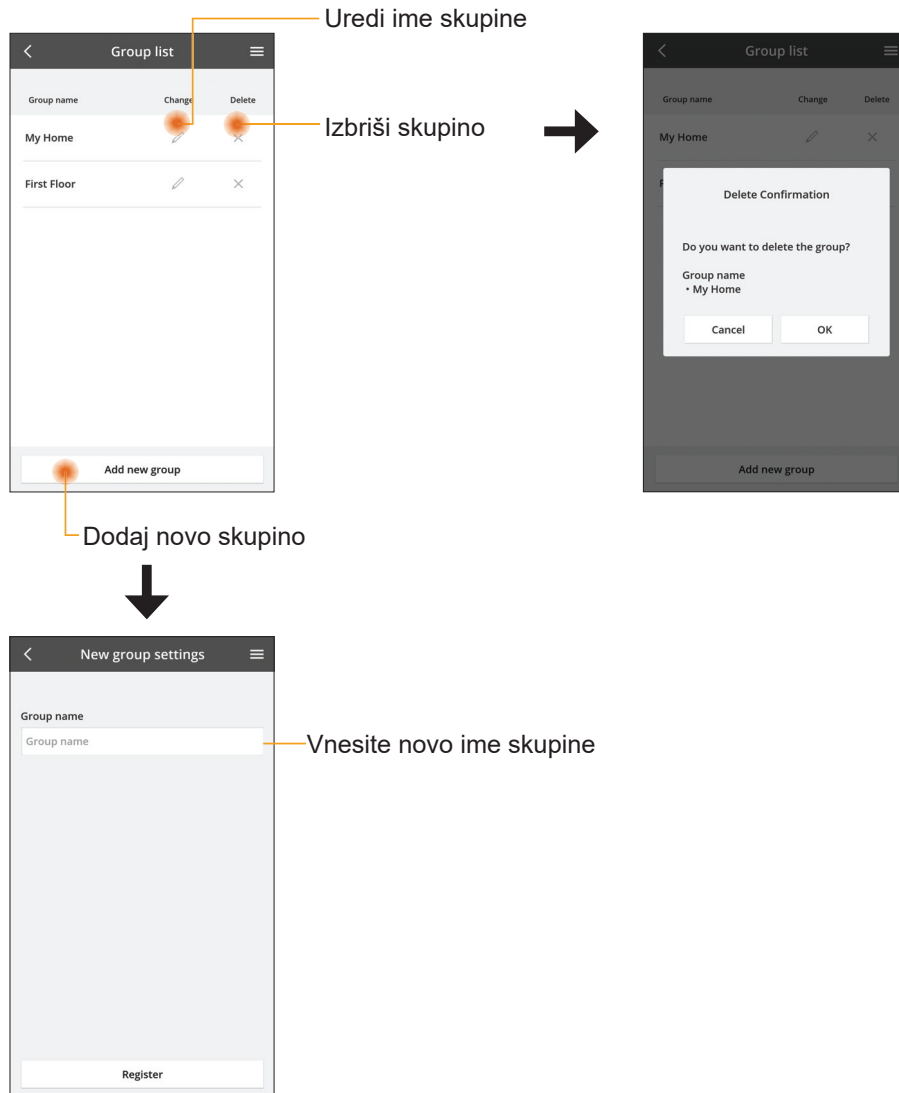 Uredi ime skupine
Group list
Group name Change Delete
My Home
First Floor
Add new group
Izbriši skupino
Group list
Group name Change Delete
My Home
F
Delete Confirmation
Do you want to delete the group?
Group name
• My Home
Cancel OK
Add new group
Dodaj novo skupino
New group settings
Group name
Group name
Vnesite novo ime skupine
Register